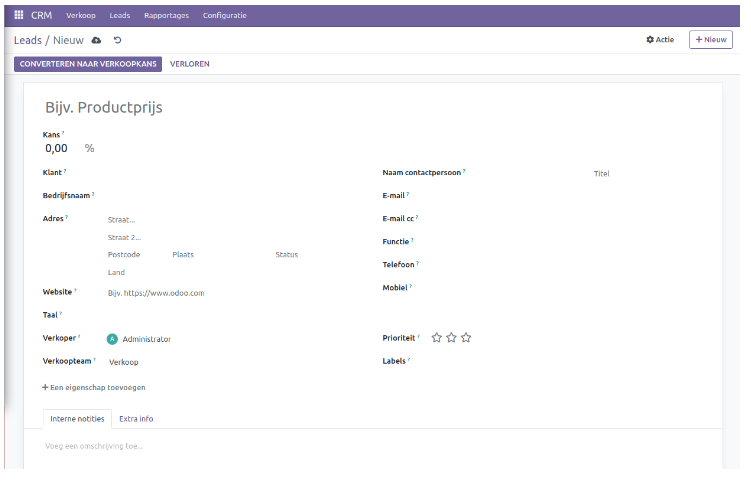 CRM Verkoop Leads Rapportages Configuratie
Leads / Nieuw Actie + Nieuw
CONVERTEREN NAAR VERKOOPKANS VERLOREN
Bijv. Productprijs
Kans ?
0,00 %
Klant ? Naam contactpersoon ? Titel
Bedrijfsnaam ? E-mail ?
Adres ? Straat... E-mail cc ?
Straat 2...
Functie ?
Postcode Plaats Status
Telefoon ?
Land
Mobiel ?
Website ? Bijv. https://www.odoo.com
Taal ?
Verkoper ? A Administrator Prioriteit ?
Verkoopteam ? Verkoop Labels ?
+ Een eigenschap toevoegen
Interne notities Extra info
Voeg een omschrijving toe...